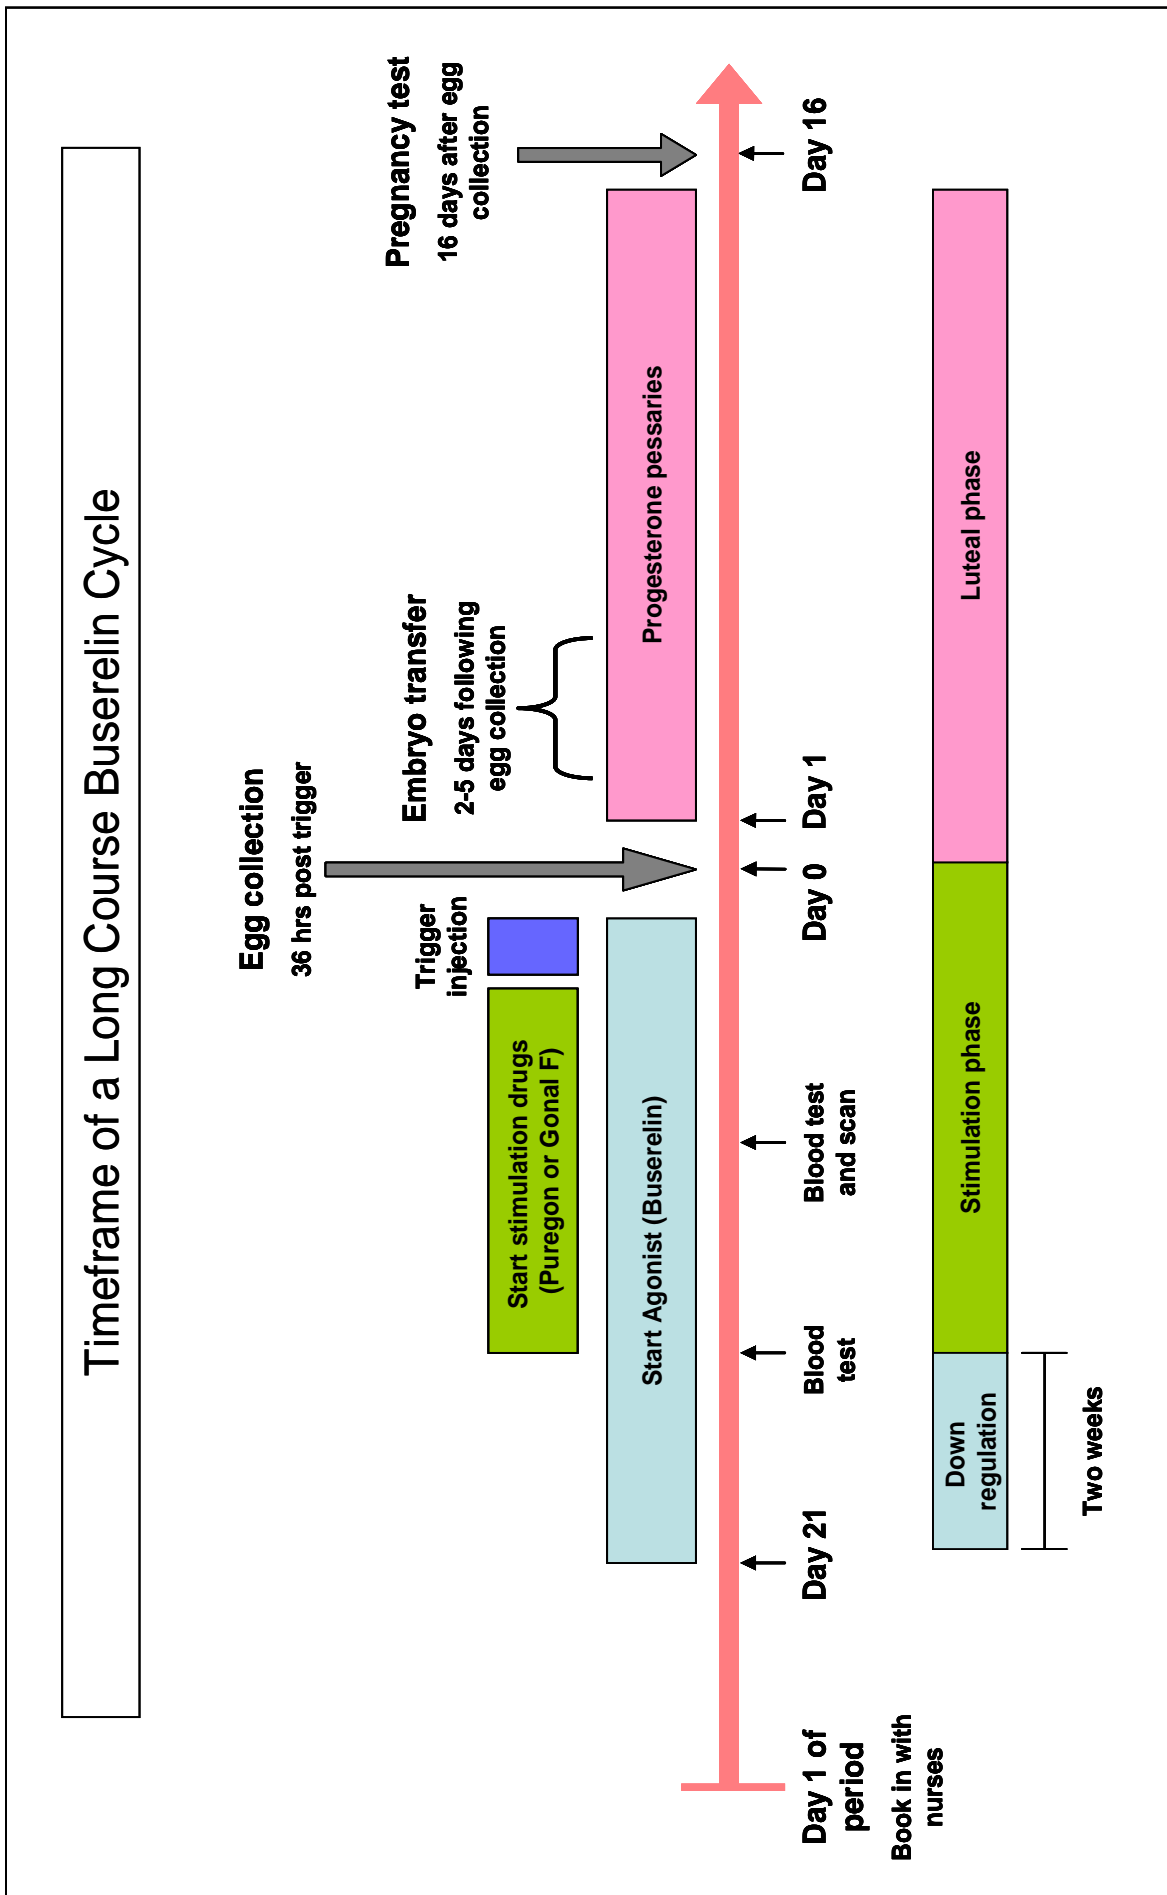 Timeframe of a Long Course Buserelin Cycle
Egg collection
36 hrs post trigger
Pregnancy test
16 days after egg
collection
Embryo transfer
2-5 days following
egg collection
Trigger
injection
Start stimulation drugs
(Puregon or Gonal F)
Start Agonist (Buserelin)
Progesterone pessaries
Day 1 of
period
Book in with
nurses
Day 21
Blood
test
Blood test
and scan
Day 0
Day 1
Day 16
Down
regulation
Stimulation phase
Luteal phase
Two weeks